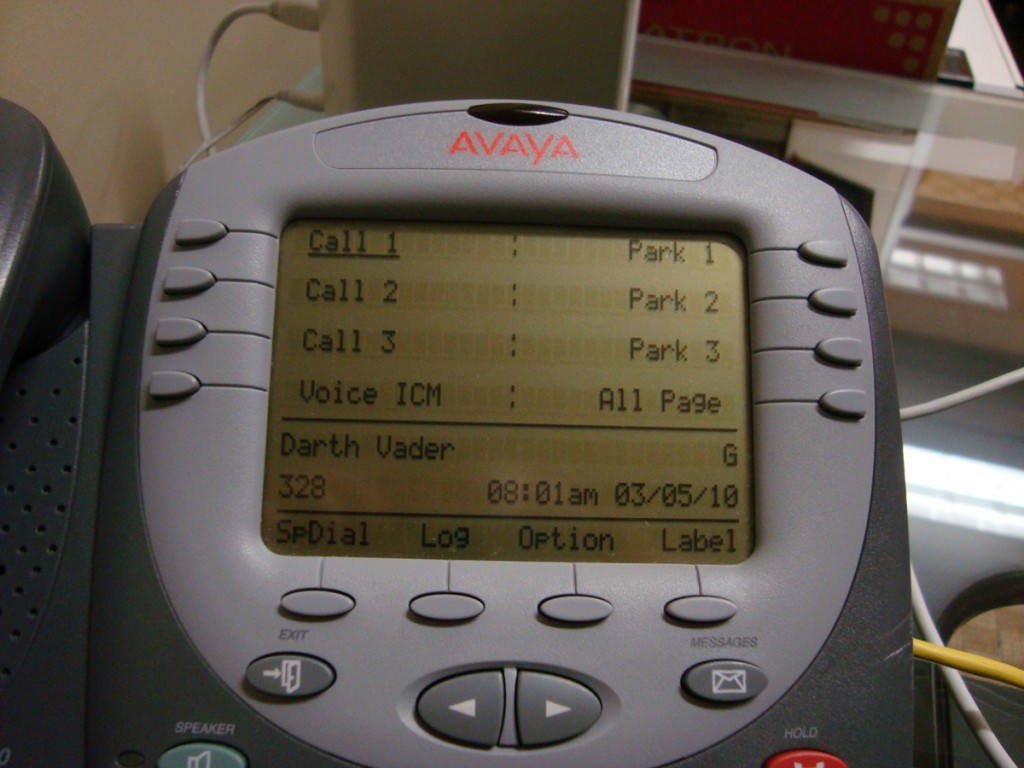 ATRON
AVAYA
Call 1 : Park 1
Call 2 : Park 2
Call 3 : Park 3
Voice ICM : All Page
Darth Vader G
328 08:01am 03/05/10
SpDial Log Option Label
EXIT MESSAGES
SPEAKER HOLD